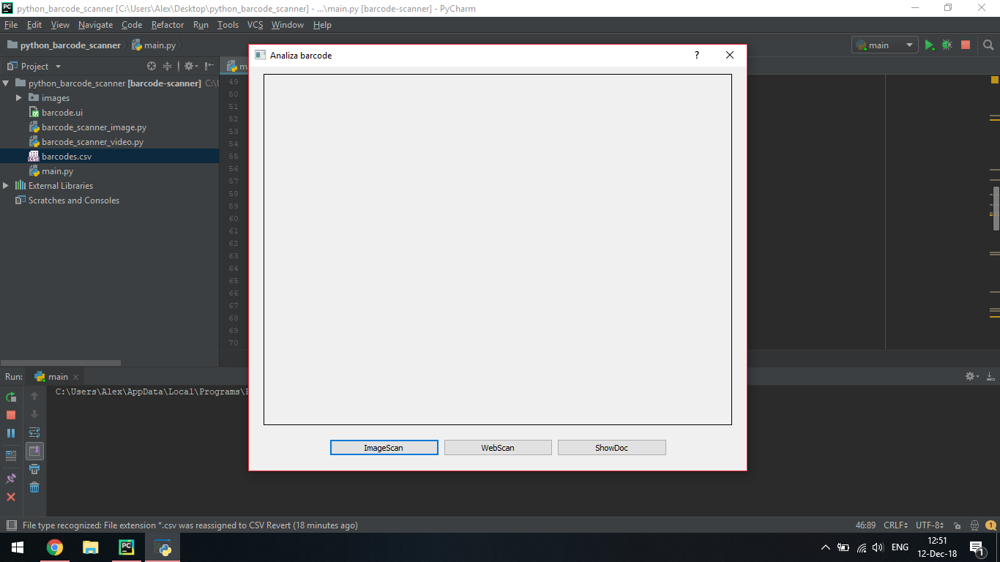 python_barcode_scanner [C:\Users\Alex\Desktop\python_barcode_scanner] - ...\main.py [barcode-scanner] - PyCharm
File Edit View Navigate Code Refactor Run Tools VCS Window Help
python_barcode_scanner main.py
main
Analiza barcode
?
Project
python_barcode_scanner [barcode-scanner] C:\
images
barcode.ui
barcode_scanner_image.py
barcode_scanner_video.py
barcodes.csv
main.py
External Libraries
Scratches and Consoles
m
49
50
51
52
53
54
55
56
57
58
59
60
61
62
63
64
65
66
67
68
69
70
ImageScan WebScan ShowDoc
Run: main
C:\Users\Alex\AppData\Local\Programs\
File type recognized: File extension *.csv was reassigned to CSV Revert (18 minutes ago)
46:89 CRLF UTF-8 1
ENG
12:51
12-Dec-18
1